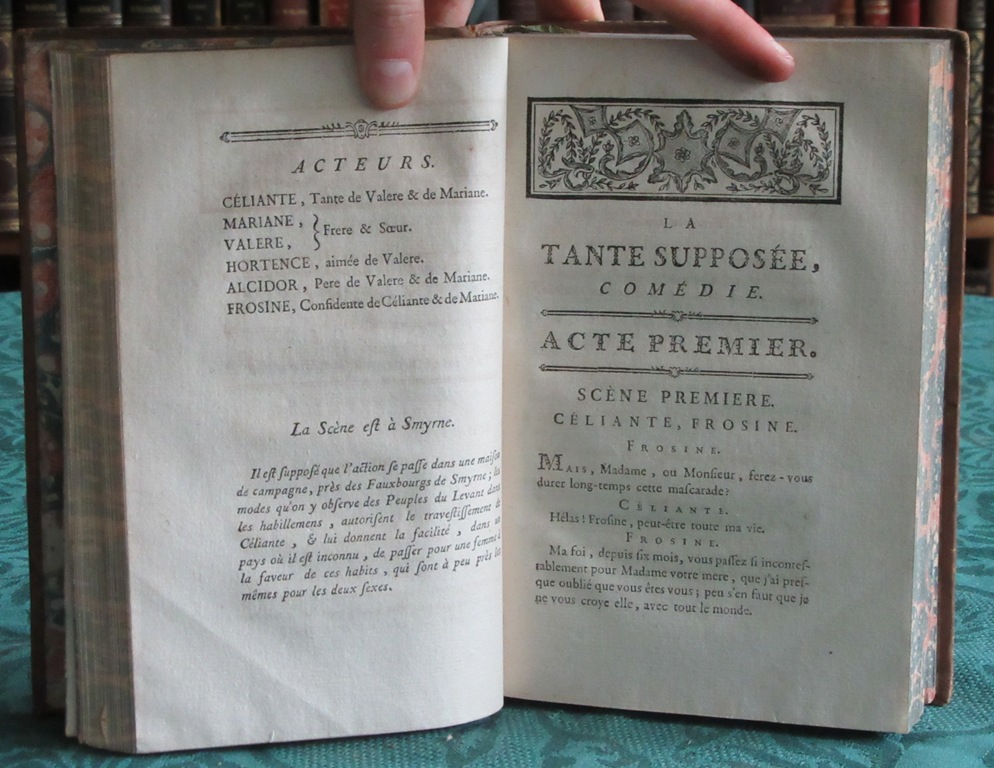 ACTEURS.
CÉLIANTE, Tante de Valere & de Mariane.
MARIANE,
VALERE, } Frere & Sœur.
HORTENCE, aimée de Valere.
ALCIDOR, Pere de Valere & de Mariane.
FROSINE, Confidente de Céliante & de Mariane.
La Scène eſt à Smyrne.
Il eſt ſuppoſé que l'action ſe paſſe dans une maiſon
de campagne, près des Fauxbourgs de Smyrne;
modes qu'on y obſerve des Peuples du Levant dans
les habillemens, autoriſent le traveſtiſſement de
Céliante, & lui donnent la facilité, dans un
pays où il eſt inconnu, de paſſer pour une femme à
la faveur de ces habits, qui ſont à peu près les
mêmes pour les deux ſexes.
LA
TANTE SUPPOSÉE,
COMÉDIE.
ACTE PREMIER.
SCÈNE PREMIERE.
CÉLIANTE, FROSINE.
FROSINE.
MAIS, Madame, ou Monſieur, ferez-vous
durer long-temps cette maſcarade?
CÉLIANTE.
Hélas! Froſine, peut-être toute ma vie.
FROSINE.
Ma foi, depuis ſix mois, vous paſſez ſi inconteſ-
tablement pour Madame votre mere, que j'ai preſ-
que oublié que vous êtes vous; peu s'en faut que je
ne vous croye elle, avec tout le monde.